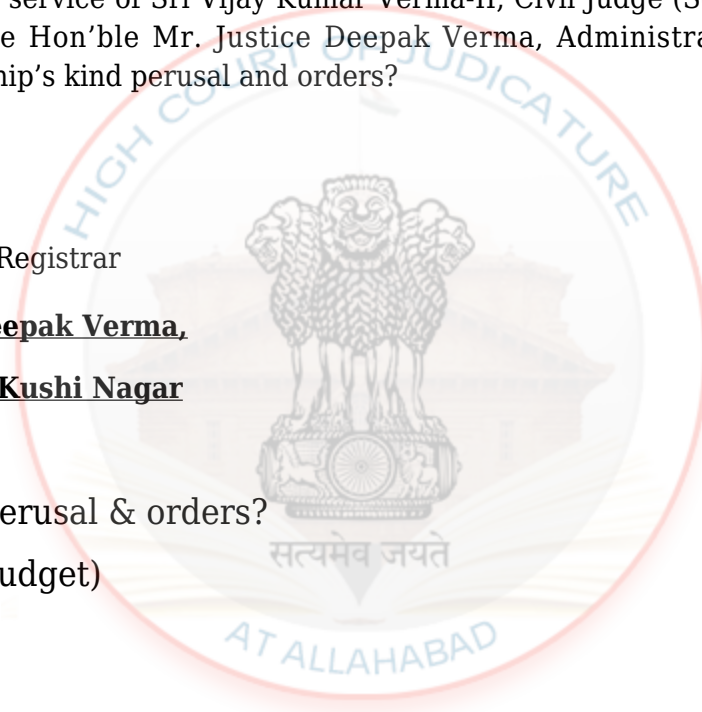 service of Sri Vijay Kumar Verma-II, Civil Judge (S
e Hon’ble Mr. Justice Deepak Verma, Administra
hip’s kind perusal and orders?
HIGH COURT OF JUDICATURE
Registrar
eepak Verma,
Kushi Nagar
erusal & orders?
सत्यमेव जयते
udget)
AT ALLAHABAD